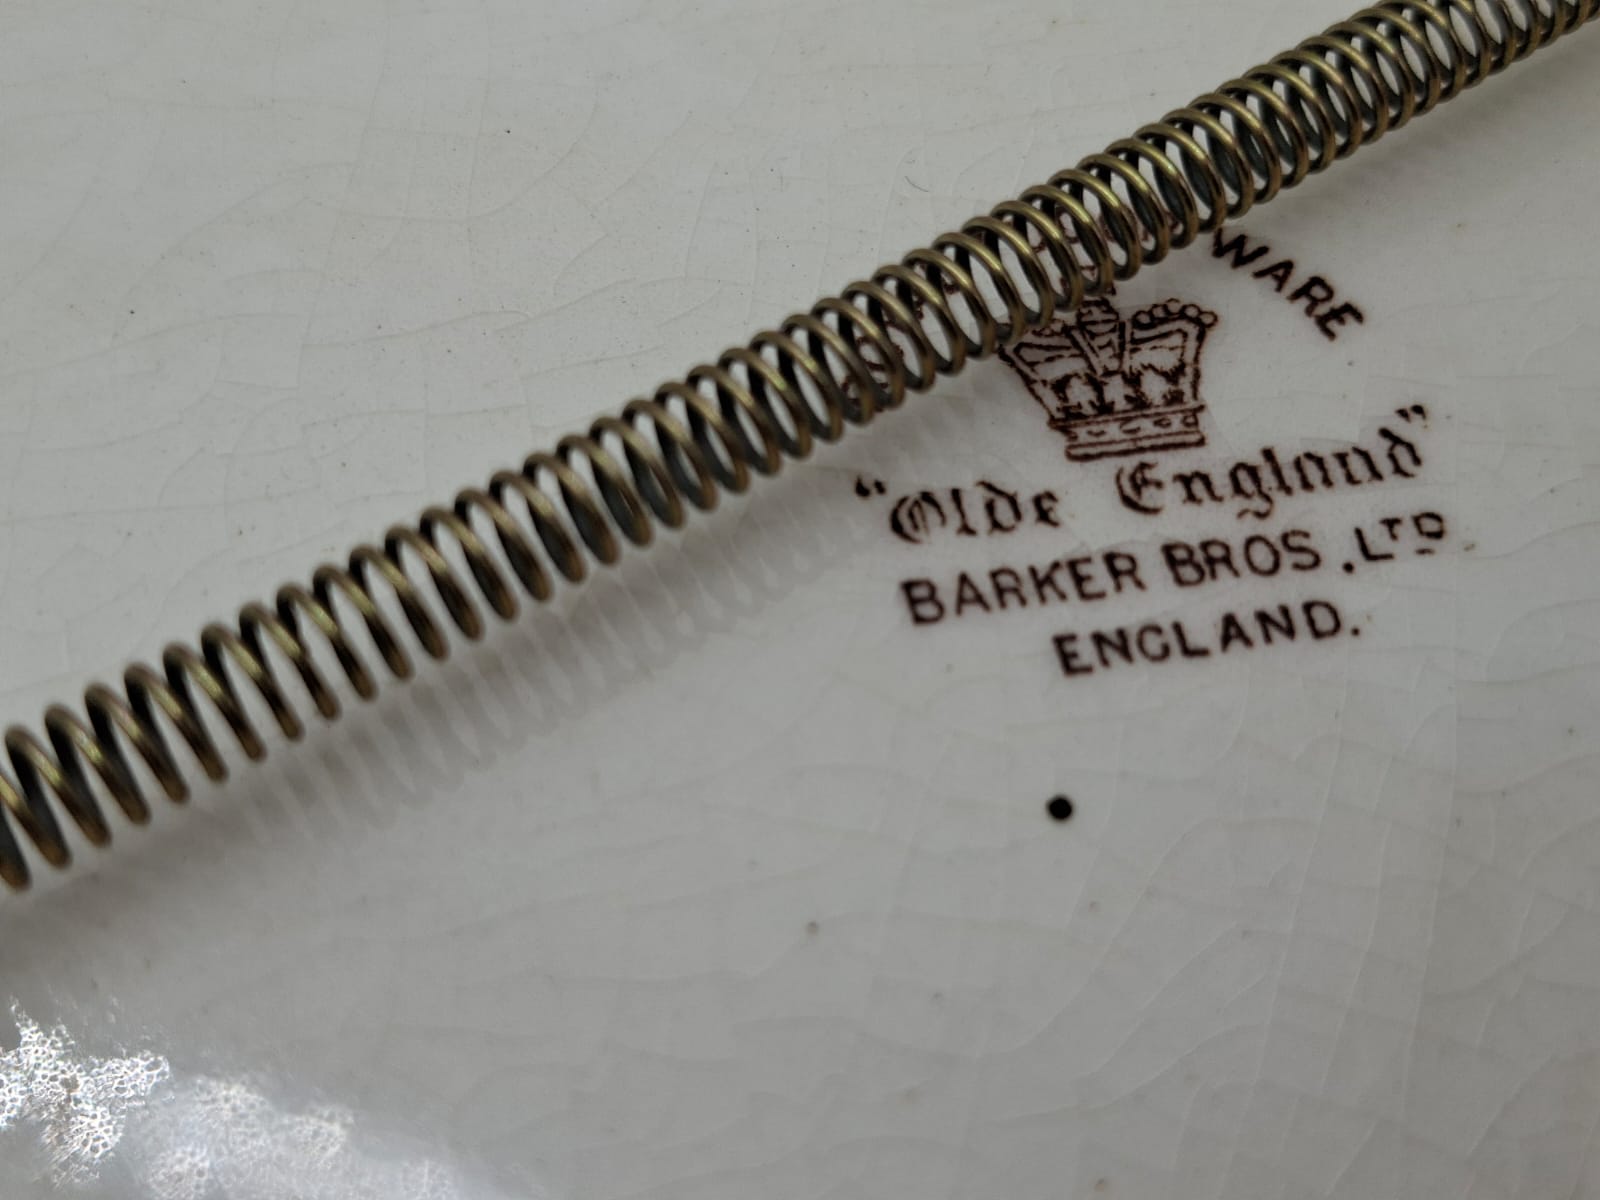 WARE
"Olde England"
BARKER BROS. LTD
ENGLAND.